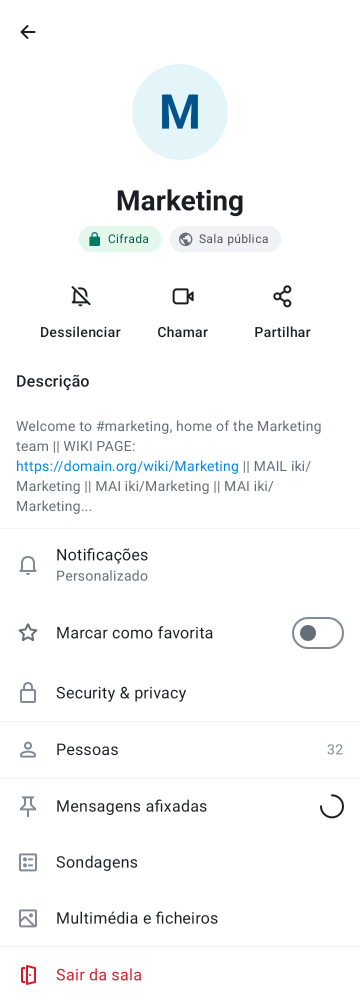 M
Marketing
Cifrada
Sala pública
Dessilenciar
Chamar
Partilhar
Descrição
Welcome to #marketing, home of the Marketing
team || WIKI PAGE:
https://domain.org/wiki/Marketing || MAIL iki/
Marketing || MAI iki/Marketing || MAI iki/
Marketing...
Notificações
Personalizado
Marcar como favorita
Security & privacy
Pessoas 32
Mensagens afixadas
Sondagens
Multimédia e ficheiros
Sair da sala